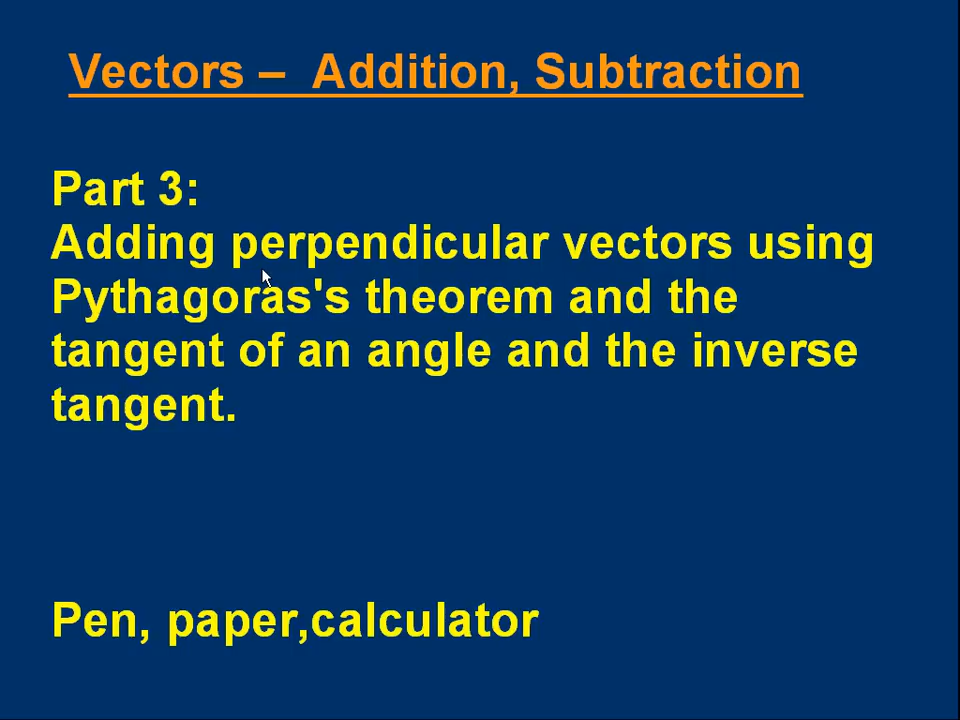 Vectors –  Addition, Subtraction
Part 3:
Adding perpendicular vectors using
Pythagoras's theorem and the
tangent of an angle and the inverse
tangent.
Pen, paper,calculator